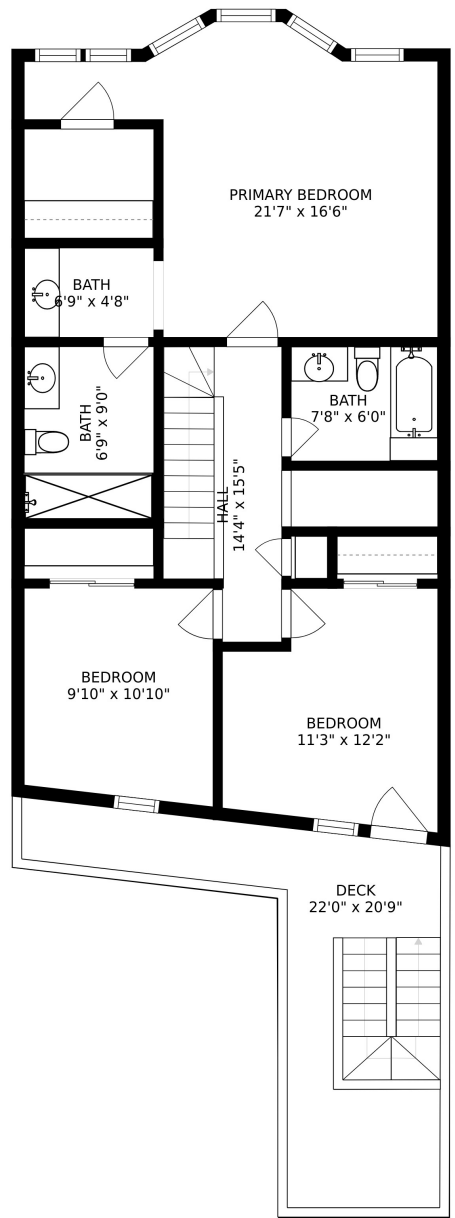 PRIMARY BEDROOM
21'7" x 16'6"
BATH
6'9" x 4'8"
BATH
6'9" x 9'0"
BATH
7'8" x 6'0"
HALL
14'4" x 15'5"
BEDROOM
9'10" x 10'10"
BEDROOM
11'3" x 12'2"
DECK
22'0" x 20'9"